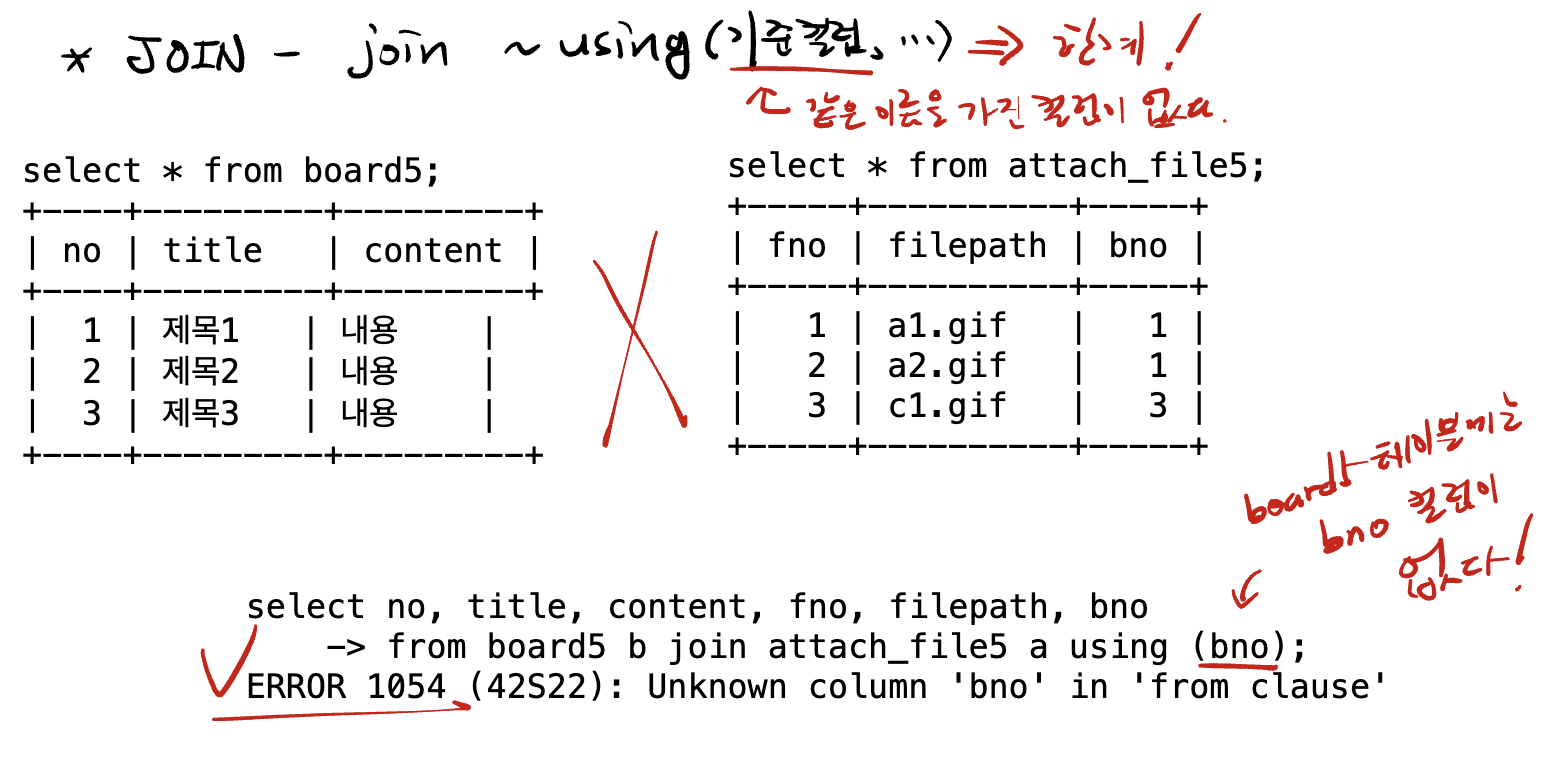 * JOIN - join ~using(기준컬럼, ...) ⇒ 한계!
↖ 같은 이름을 가진 컬럼이 없다.
select * from board5;
+----+---------+---------+
| no | title   | content |
+----+---------+---------+
|  1 | 제목1   | 내용    |
|  2 | 제목2   | 내용    |
|  3 | 제목3   | 내용    |
+----+---------+---------+
select * from attach_file5;
+-----+----------+-----+
| fno | filepath | bno |
+-----+----------+-----+
|   1 | a1.gif   |   1 |
|   2 | a2.gif   |   1 |
|   3 | c1.gif   |   3 |
+-----+----------+-----+
board5 테이블에는
bno 컬럼이
없다!
select no, title, content, fno, filepath, bno
    -> from board5 b join attach_file5 a using (bno);
ERROR 1054 (42S22): Unknown column 'bno' in 'from clause'